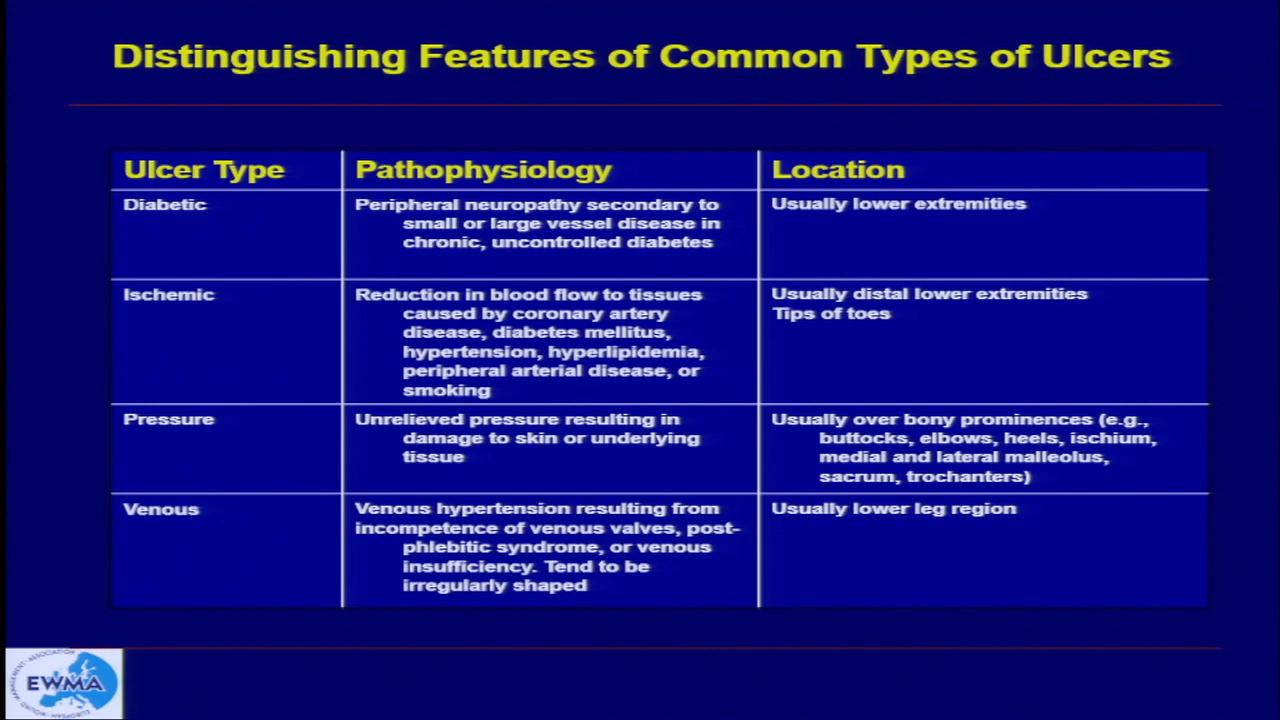 Distinguishing Features of Common Types of Ulcers
Ulcer Type
Pathophysiology
Location
Diabetic
Peripheral neuropathy secondary to
small or large vessel disease in
chronic, uncontrolled diabetes
Usually lower extremities
Ischemic
Reduction in blood flow to tissues
caused by coronary artery
disease, diabetes mellitus,
hypertension, hyperlipidemia,
peripheral arterial disease, or
smoking
Usually distal lower extremities
Tips of toes
Pressure
Unrelieved pressure resulting in
damage to skin or underlying
tissue
Usually over bony prominences (e.g.,
buttocks, elbows, heels, ischium,
medial and lateral malleolus,
sacrum, trochanters)
Venous
Venous hypertension resulting from
incompetence of venous valves, post-
phlebitic syndrome, or venous
insufficiency. Tend to be
irregularly shaped
Usually lower leg region
EWMA
EUROPEAN WOUND MANAGEMENT ASSOCIATION